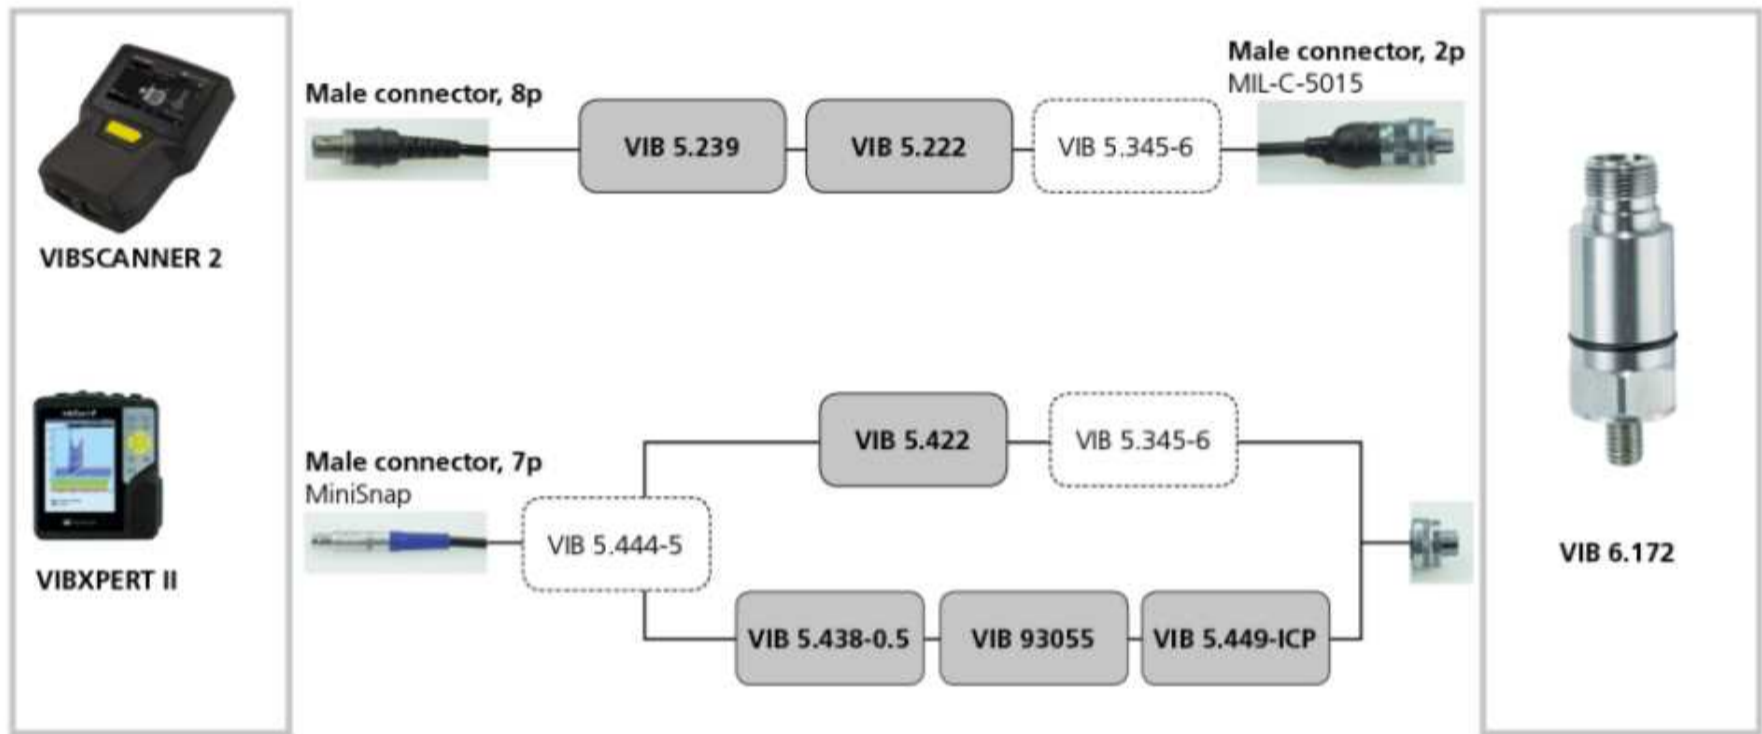 Male connector, 2p
MIL-C-5015
Male connector, 8p
VIB 5.239
VIB 5.222
VIB 5.345-6
VIBSCANNER 2
VIB 5.422
VIB 5.345-6
Male connector, 7p
MiniSnap
VIB 5.444-5
VIB 6.172
VIBXPERT II
VIB 5.438-0.5
VIB 93055
VIB 5.449-ICP